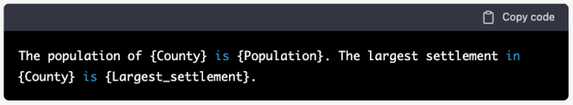 Copy code
The population of {County} is {Population}. The largest settlement in
{County} is {Largest_settlement}.